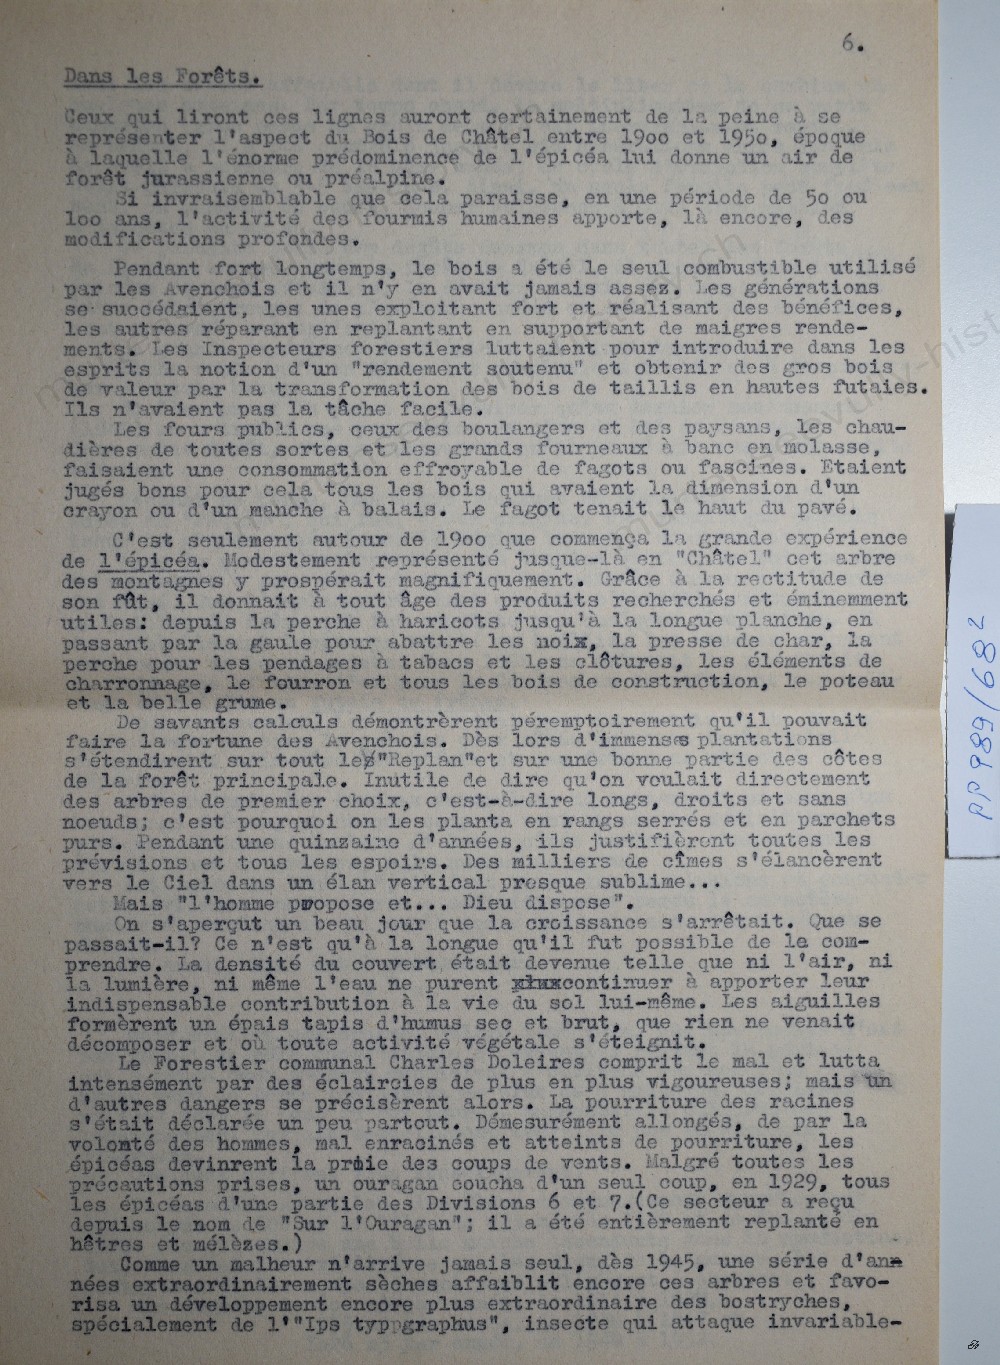 6.
Dans les Forêts.
Ceux qui liront ces lignes auront certainement de la peine à se
représenter l'aspect du Bois de Châtel entre 19oo et 195o, époque
à laquelle l'énorme prédominence de l'épicéa lui donne un air de
forêt jurassienne ou préalpine.
Si invraisemblable que cela paraisse, en une période de 5o ou
loo ans, l'activité des fourmis humaines apporte, là encore, des
modifications profondes.
Pendant fort longtemps, le bois a été le seul combustible utilisé
par les Avenchois et il n'y en avait jamais assez. Les générations
se succédaient, les unes exploitant fort et réalisant des bénéfices,
les autres réparant en replantant en supportant de maigres rende-
ments. Les Inspecteurs forestiers luttaient pour introduire dans les
esprits la notion d'un "rendement soutenu" et obtenir des gros bois
de valeur par la transformation des bois de taillis en hautes futaies.
Ils n'avaient pas la tâche facile.
Les fours publics, ceux des boulangers et des paysans, les chau-
dières de toutes sortes et les grands fourneaux à banc en molasse,
faisaient une consommation effroyable de fagots ou fascines. Etaient
jugés bons pour cela tous les bois qui avaient la dimension d'un
crayon ou d'un manche à balais. Le fagot tenait le haut du pavé.
C'est seulement autour de 19oo que commença la grande expérience
de l'épicéa. Modestement représenté jusque-là en "Châtel" cet arbre
des montagnes y prospérait magnifiquement. Grâce à la rectitude de
son fût, il donnait à tout âge des produits recherchés et éminemment
utiles: depuis la perche à haricots jusqu'à la longue planche, en
passant par la gaule pour abattre les noix, la presse de char, la
perche pour les pendages à tabacs et les clôtures, les éléments de
charronnage, le fourron et tous les bois de construction, le poteau
et la belle grume.
De savants calculs démontrèrent péremptoirement qu'il pouvait
faire la fortune des Avenchois. Dès lors d'immenses plantations
s'étendirent sur tout le "Replan" et sur une bonne partie des côtes
de la forêt principale. Inutile de dire qu'on voulait directement
des arbres de premier choix, c'est-à-dire longs, droits et sans
noeuds; c'est pourquoi on les planta en rangs serrés et en parchets
purs. Pendant une quinzaine d'années, ils justifièrent toutes les
prévisions et tous les espoirs. Des milliers de cîmes s'élancèrent
vers le Ciel dans un élan vertical presque sublime...
Mais "l'homme propose et... Dieu dispose".
On s'aperçut un beau jour que la croissance s'arrêtait. Que se
passait-il? Ce n'est qu'à la longue qu'il fut possible de le com-
prendre. La densité du couvert était devenue telle que ni l'air, ni
la lumière, ni même l'eau ne purent continuer à apporter leur
indispensable contribution à la vie du sol lui-même. Les aiguilles
formèrent un épais tapis d'humus sec et brut, que rien ne venait
décomposer et où toute activité végétale s'éteignit.
Le Forestier communal Charles Doleires comprit le mal et lutta
intensément par des éclaircies de plus en plus vigoureuses; mais un
d'autres dangers se précisèrent alors. La pourriture des racines
s'était déclarée un peu partout. Démesurément allongés, de par la
volonté des hommes, mal enracinés et atteints de pourriture, les
épicéas devinrent la proie des coups de vents. Malgré toutes les
précautions prises, un ouragan coucha d'un seul coup, en 1929, tous
les épicéas d'une partie des Divisions 6 et 7.(Ce secteur a reçu
depuis le nom de "Sur l'Ouragan"; il a été entièrement replanté en
hêtres et mélèzes.)
Comme un malheur n'arrive jamais seul, dès 1945, une série d'an-
nées extraordinairement sèches affaiblit encore ces arbres et favo-
risa un développement encore plus extraordinaire des bostryches,
spécialement de l'"Ips typpgraphus", insecte qui attaque invariable-
AP 989/68²